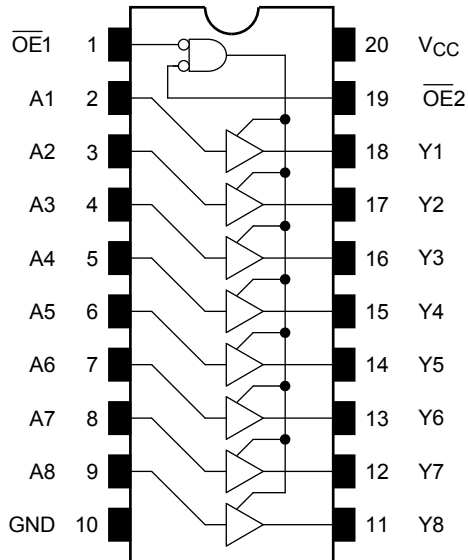 OE1 1 20 VCC
A1 2 19 OE2
A2 3 18 Y1
A3 4 17 Y2
A4 5 16 Y3
A5 6 15 Y4
A6 7 14 Y5
A7 8 13 Y6
A8 9 12 Y7
GND 10 11 Y8